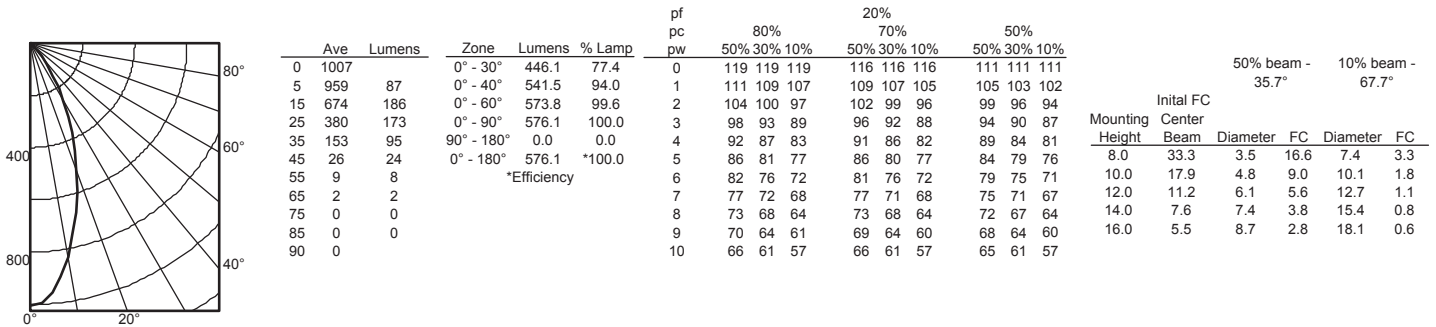 400
800
0°
20°
40°
60°
80°
Ave Lumens
0 1007
5 959 87
15 674 186
25 380 173
35 153 95
45 26 24
55 9 8
65 2 2
75 0 0
85 0 0
90 0
Zone Lumens % Lamp
0° - 30° 446.1 77.4
0° - 40° 541.5 94.0
0° - 60° 573.8 99.6
0° - 90° 576.1 100.0
90° - 180° 0.0 0.0
0° - 180° 576.1 *100.0
*Efficiency
pf 20%
pc 80% 70% 50%
pw 50% 30% 10% 50% 30% 10% 50% 30% 10%
0 119 119 119 116 116 116 111 111 111
1 111 109 107 109 107 105 105 103 102
2 104 100 97 102 99 96 99 96 94
3 98 93 89 96 92 88 94 90 87
4 92 87 83 91 86 82 89 84 81
5 86 81 77 86 80 77 84 79 76
6 82 76 72 81 76 72 79 75 71
7 77 72 68 77 71 68 75 71 67
8 73 68 64 73 68 64 72 67 64
9 70 64 61 69 64 60 68 64 60
10 66 61 57 66 61 57 65 61 57
50% beam - 10% beam -
35.7° 67.7°
Inital FC
Mounting Center
Height Beam Diameter FC Diameter FC
8.0 33.3 3.5 16.6 7.4 3.3
10.0 17.9 4.8 9.0 10.1 1.8
12.0 11.2 6.1 5.6 12.7 1.1
14.0 7.6 7.4 3.8 15.4 0.8
16.0 5.5 8.7 2.8 18.1 0.6